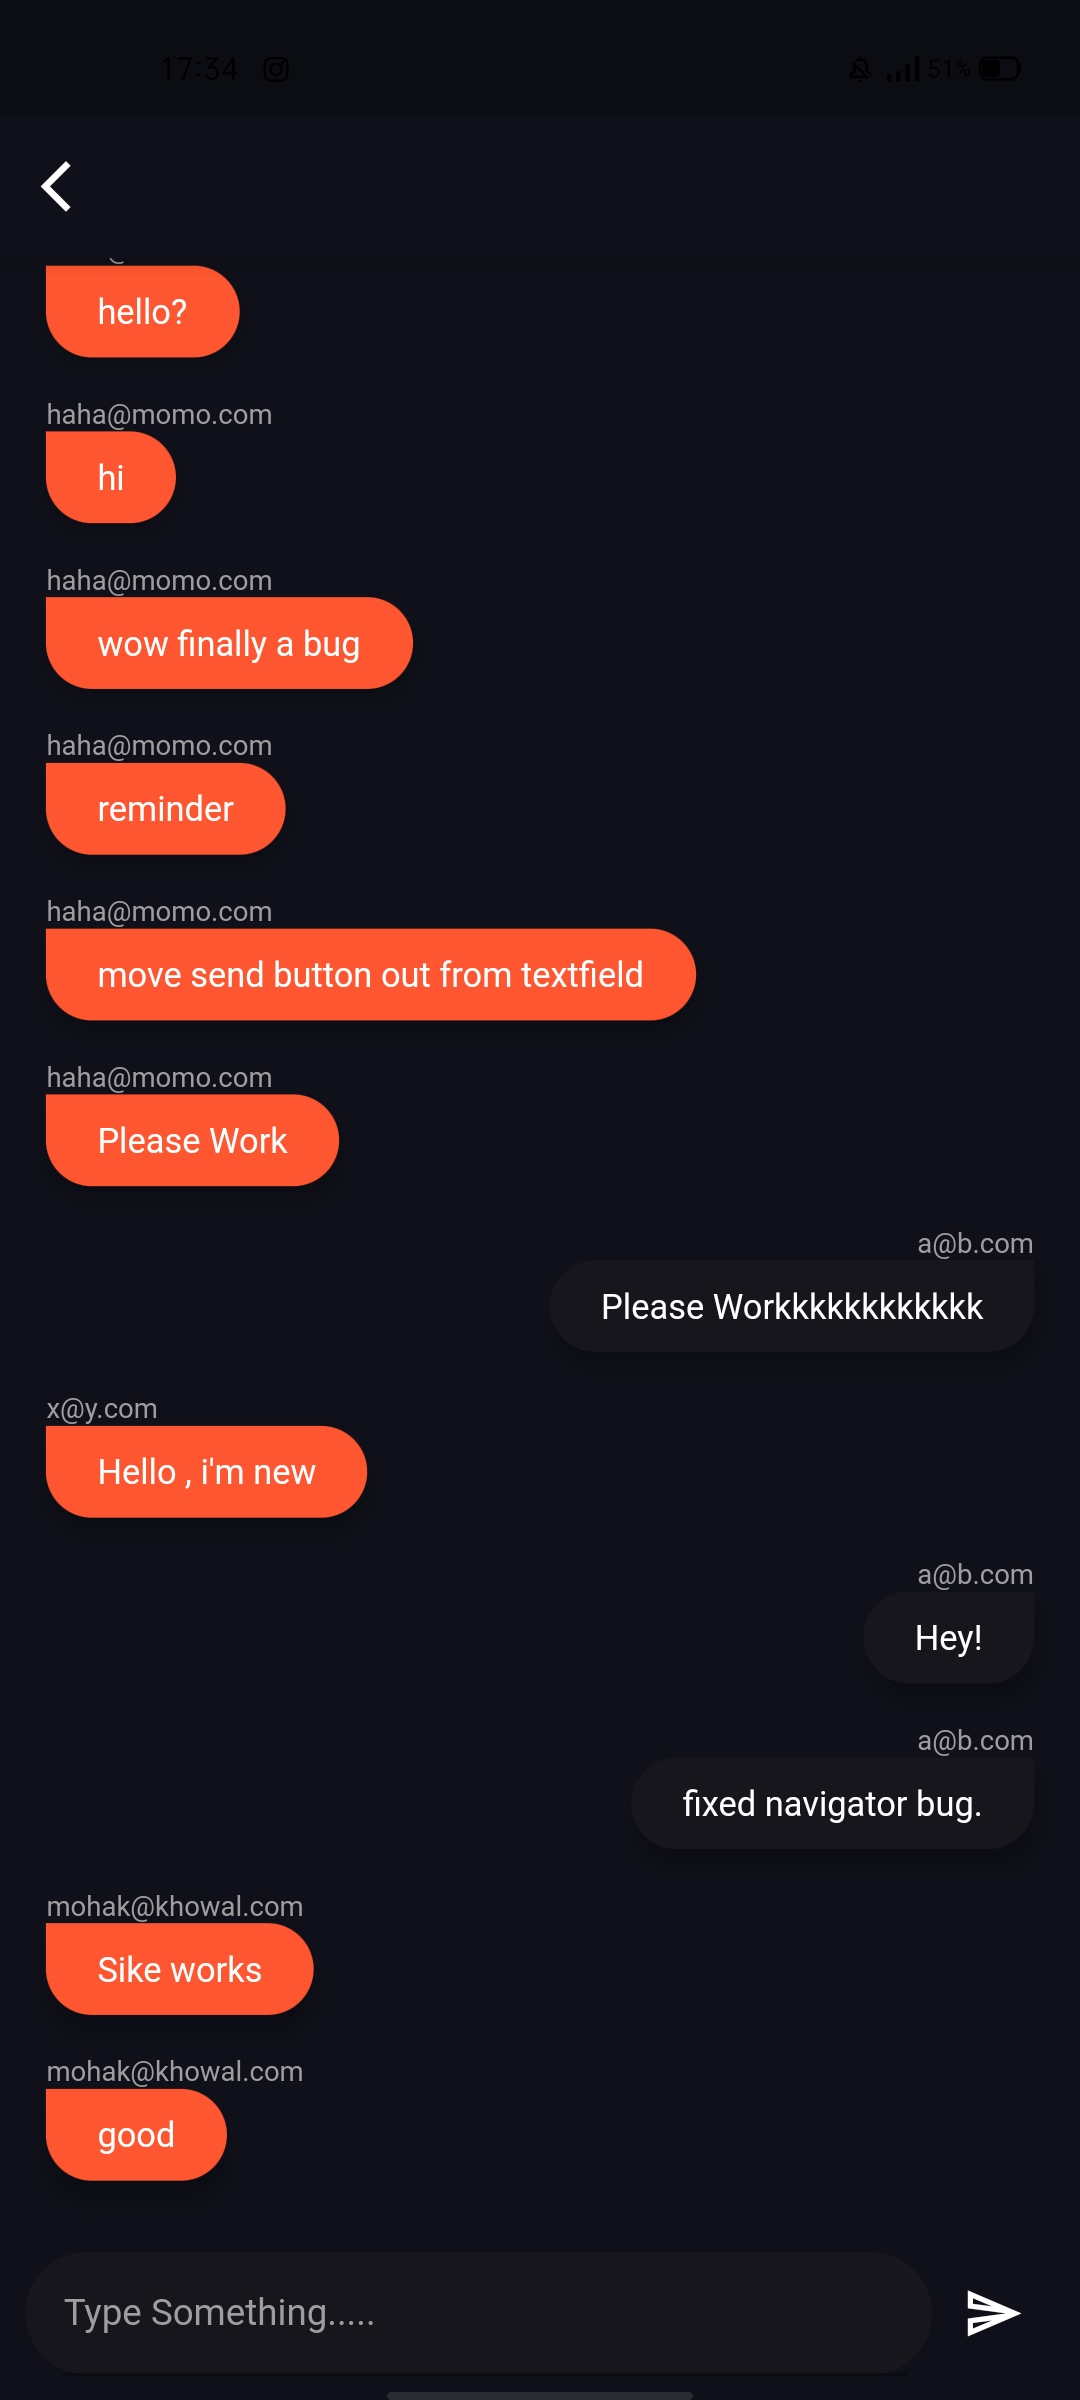 17:34
51%
hello?
haha@momo.com
hi
haha@momo.com
wow finally a bug
haha@momo.com
reminder
haha@momo.com
move send button out from textfield
haha@momo.com
Please Work
a@b.com
Please Workkkkkkkkkkkk
x@y.com
Hello , i'm new
a@b.com
Hey!
a@b.com
fixed navigator bug.
mohak@khowal.com
Sike works
mohak@khowal.com
good
Type Something.....